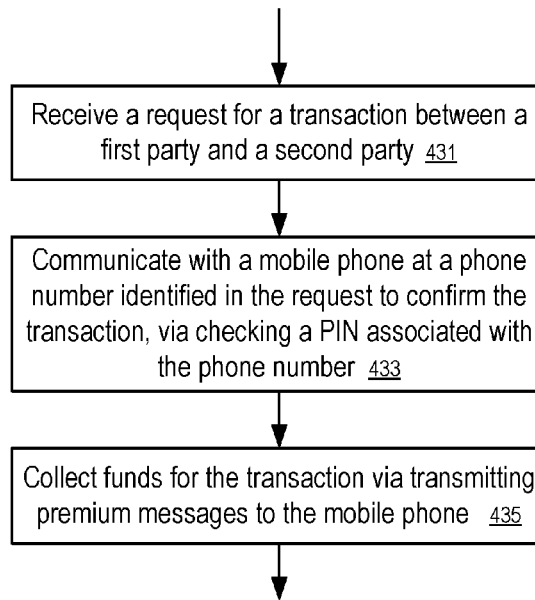 Receive a request for a transaction between a
first party and a second party 431
Communicate with a mobile phone at a phone
number identified in the request to confirm the
transaction, via checking a PIN associated with
the phone number 433
Collect funds for the transaction via transmitting
premium messages to the mobile phone 435